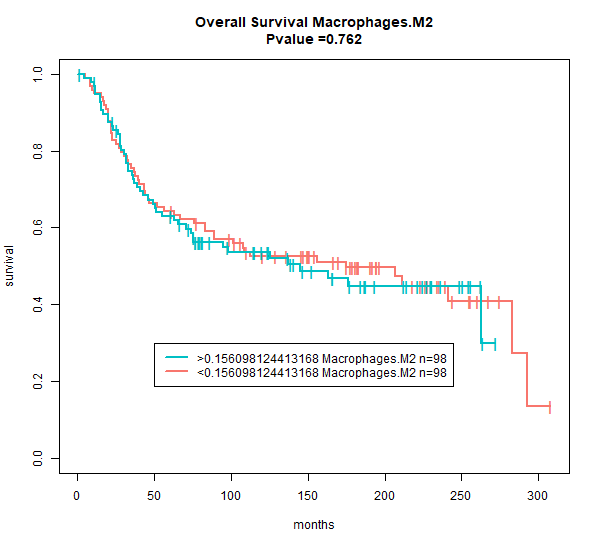 Overall Survival Macrophages.M2
Pvalue =0.762
survival
1.0
0.8
0.6
0.4
0.2
0.0
>0.156098124413168 Macrophages.M2 n=98
<0.156098124413168 Macrophages.M2 n=98
0 50 100 150 200 250 300
months